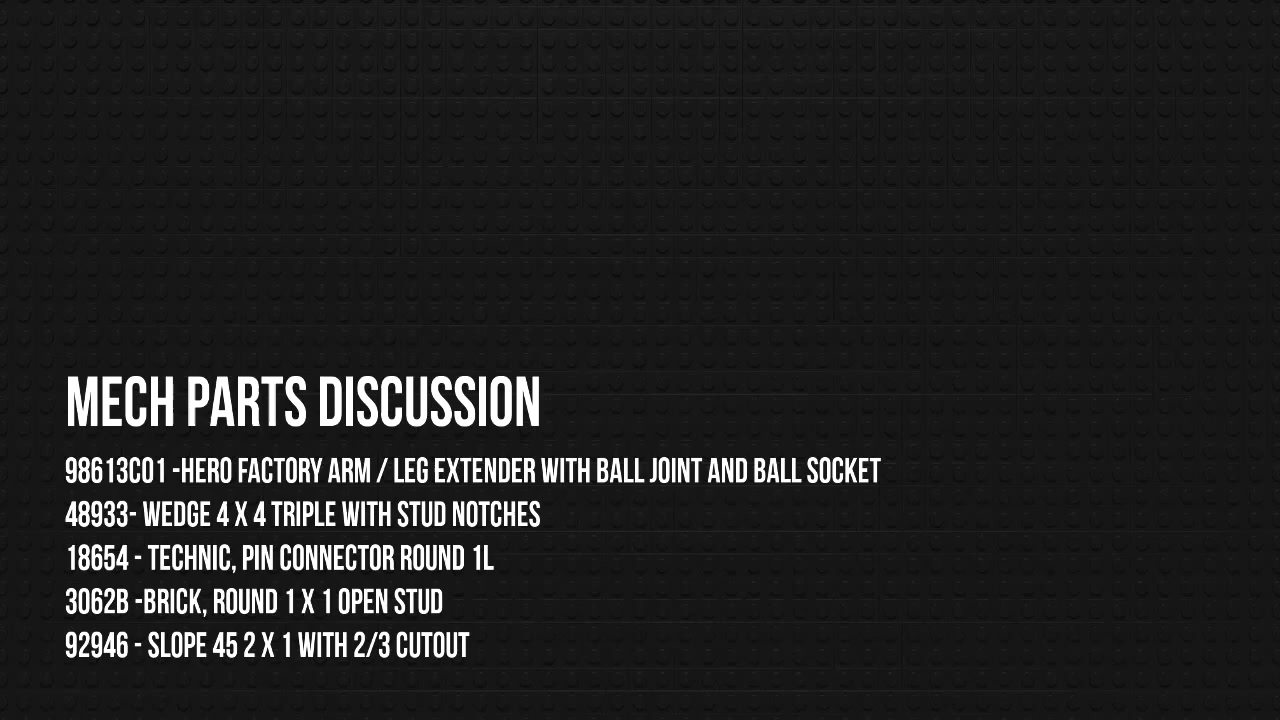 MECH PARTS DISCUSSION
98613C01 -HERO FACTORY ARM / LEG EXTENDER WITH BALL JOINT AND BALL SOCKET
48933- WEDGE 4 X 4 TRIPLE WITH STUD NOTCHES
18654 - TECHNIC, PIN CONNECTOR ROUND 1L
3062B -BRICK, ROUND 1 X 1 OPEN STUD
92946 - SLOPE 45 2 X 1 WITH 2/3 CUTOUT